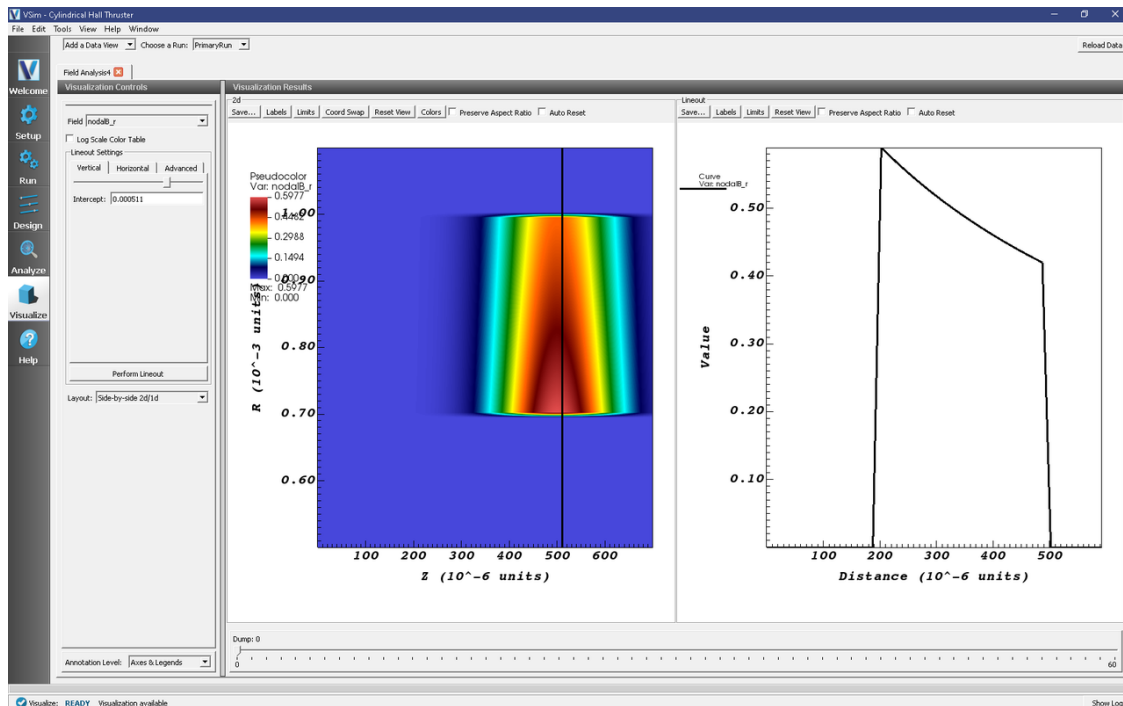 VSim - Cylindrical Hall Thruster
File Edit Tools View Help Window
Add a Data View Choose a Run: PrimaryRun Reload Data
Welcome
Setup
Run
Design
Analyze
Visualize
Help
Field Analysis4
Visualization Controls
Field nodalB_r
Log Scale Color Table
Lineout Settings
Vertical Horizontal Advanced
Intercept: 0.000511
Perform Lineout
Layout: Side-by-side 2d/1d
Annotation Level: Axes & Legends
Visualization Results
2d
Save... Labels Limits Coord Swap Reset View Colors Preserve Aspect Ratio Auto Reset
Pseudocolor
Var: nodalB_r
0.5977
0.4482
0.2988
0.1494
0.000
Max: 0.5977
Min: 0.000
R (10^-3 units)
1.00
0.90
0.80
0.70
0.60
100 200 300 400 500 600
Z (10^-6 units)
Lineout
Save... Labels Limits Reset View Preserve Aspect Ratio Auto Reset
Curve
Var: nodalB_r
Value
0.50
0.40
0.30
0.20
0.10
100 200 300 400 500
Distance (10^-6 units)
Dump: 0
0 60
Visualize: READY Visualization available Show Log